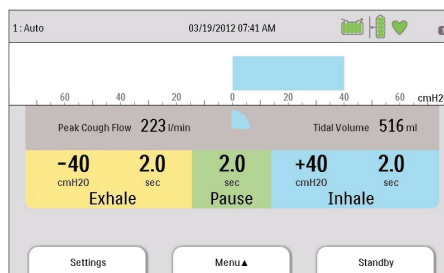 1: Auto 03/19/2012 07:41 AM
60 40 20 0 20 40 60 cmH2
Peak Cough Flow 223 l/min Tidal Volume 516 ml
-40 2.0 2.0 +40 2.0
cmH2O sec sec cmH2O sec
Exhale Pause Inhale
Settings Menu▲ Standby